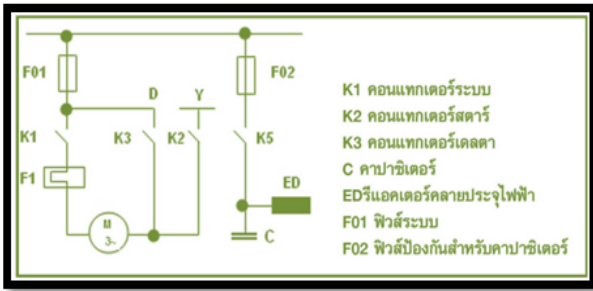 F01
F02
D
Y
K1
K3
K2
K5
F1
ED
M
3~
C
K1 คอนแทกเตอร์ระบบ
K2 คอนแทกเตอร์สตาร์
K3 คอนแทกเตอร์เดลตา
C คาปาซิเตอร์
EDรีแอคเตอร์คลายประจุไฟฟ้า
F01 ฟิวส์ระบบ
F02 ฟิวส์ป้องกันสำหรับคาปาซิเตอร์